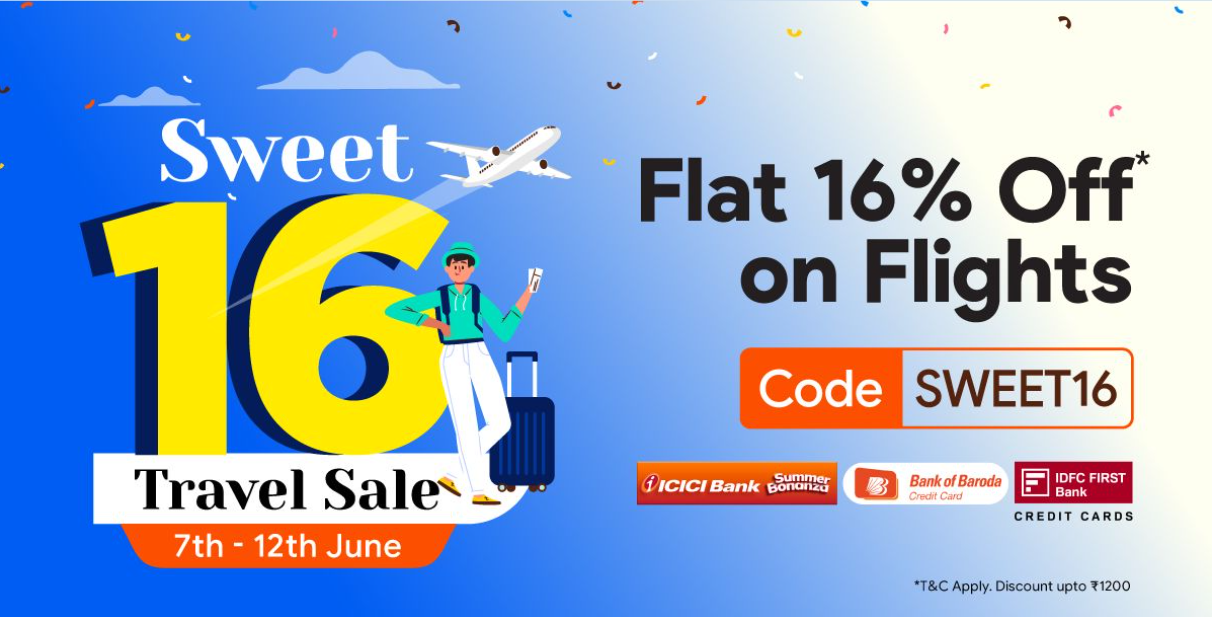 Sweet
16
Travel Sale
7th - 12th June
Flat 16% Off*
on Flights
Code SWEET16
ICICI Bank Summer Bonanza
Bank of Baroda
Credit Card
IDFC FIRST
Bank
CREDIT CARDS
*T&C Apply. Discount upto ₹1200